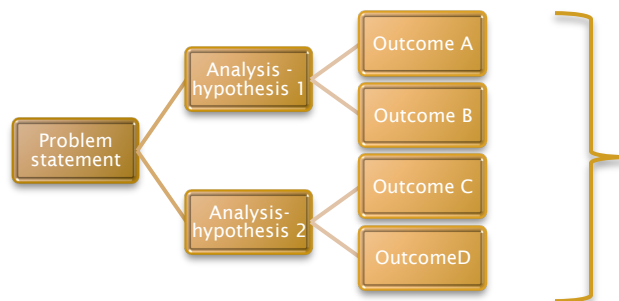 Problem
statement
Analysis -
hypothesis 1
Analysis-
hypothesis 2
Outcome A
Outcome B
Outcome C
OutcomeD